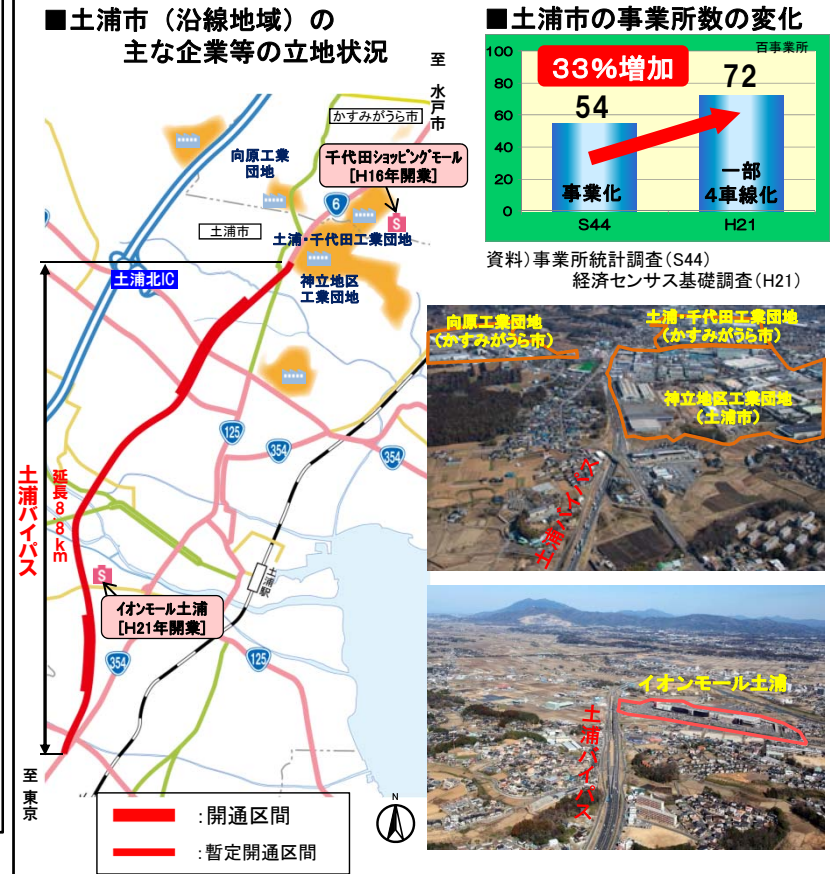 ■土浦市（沿線地域）の
主な企業等の立地状況
至 水戸市
かすみがうら市
向原工業
団地
千代田ショッピングモール
[H16年開業]
6
S
土浦市
土浦・千代田工業団地
土浦北IC
神立地区
工業団地
125
354
354
土浦バイパス
延長8.8km
S
土浦駅
イオンモール土浦
[H21年開業]
354
125
至 東京
：開通区間
：暫定開通区間
N
■土浦市の事業所数の変化
百事業所
100
80
60
40
20
0
33%増加
54
72
事業化
一部
4車線化
S44
H21
資料）事業所統計調査（S44）
経済センサス基礎調査（H21）
向原工業団地
（かすみがうら市）
土浦・千代田工業団地
（かすみがうら市）
神立地区工業団地
（土浦市）
土浦バイパス
イオンモール土浦
土浦バイパス